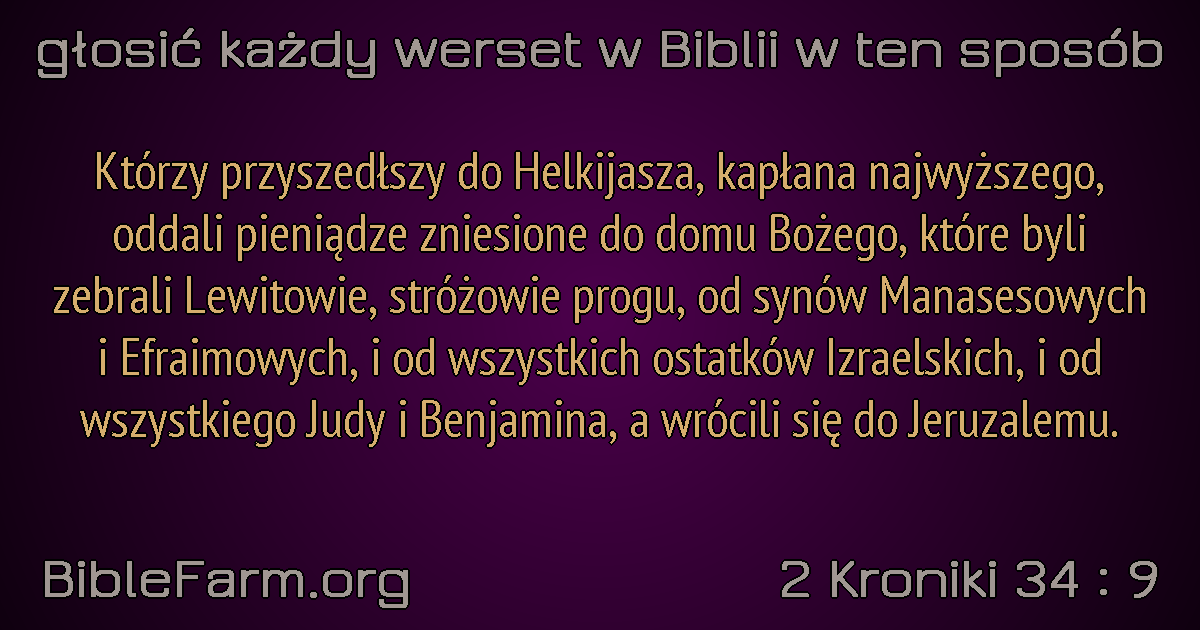 głosić każdy werset w Biblii w ten sposób
Którzy przyszedłszy do Helkijasza, kapłana najwyższego,
oddali pieniądze zniesione do domu Bożego, które byli
zebrali Lewitowie, stróżowie progu, od synów Manasesowych
i Efraimowych, i od wszystkich ostatków Izraelskich, i od
wszystkiego Judy i Benjamina, a wrócili się do Jeruzalemu.
BibleFarm.org
2 Kroniki 34 : 9